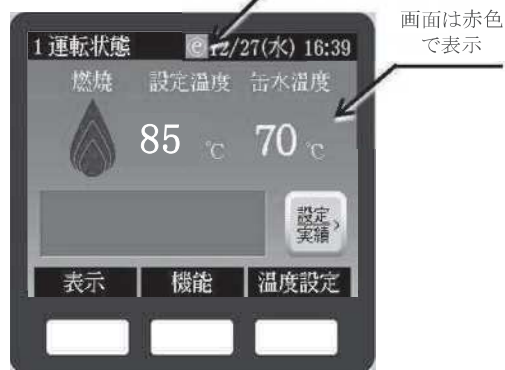 画面は赤色
で表示
1 運転状態 e 12/27(水) 16:39
燃焼 設定温度 缶水温度
85 ℃ 70 ℃
設定
実績 >
表示 機能 温度設定